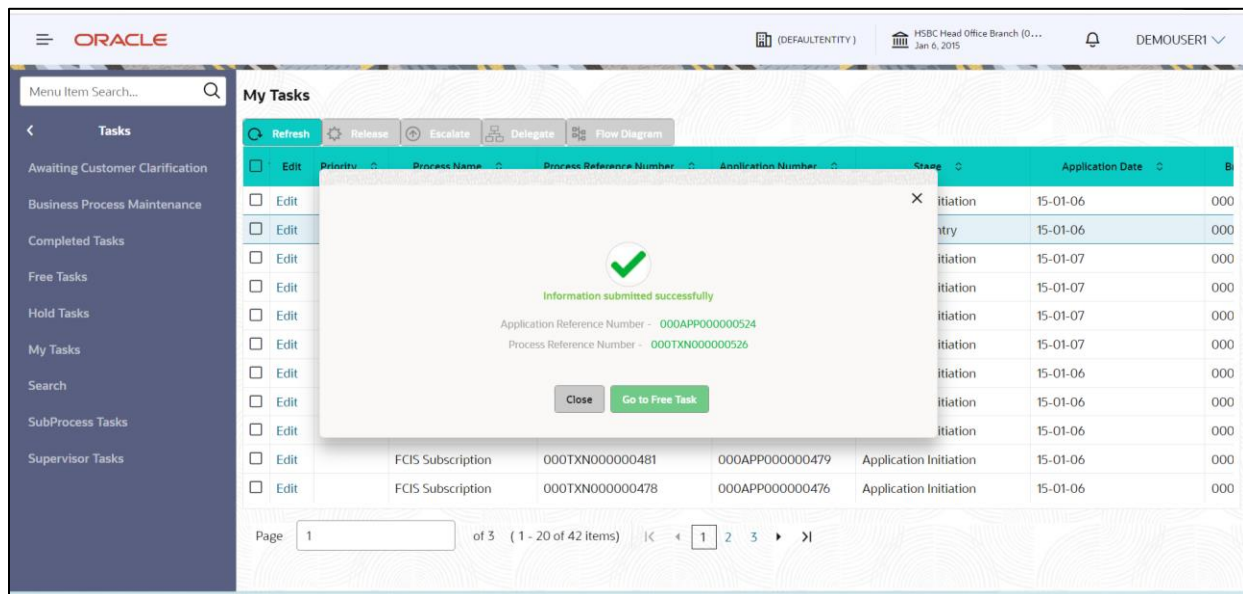 ORACLE (DEFAULTENTITY) HSBC Head Office Branch (0... DEMOUSER1
Jan 6, 2015
Menu Item Search...
Tasks
Awaiting Customer Clarification
Business Process Maintenance
Completed Tasks
Free Tasks
Hold Tasks
My Tasks
Search
SubProcess Tasks
Supervisor Tasks
My Tasks
Refresh Release Escalate Delegate Flow Diagram
Edit Priority Process Name Process Reference Number Application Number Stage Application Date
Edit itiation 15-01-06 000
Edit ntry 15-01-06 000
Edit itiation 15-01-07 000
Edit itiation 15-01-07 000
Edit itiation 15-01-07 000
Edit itiation 15-01-07 000
Edit itiation 15-01-06 000
Edit itiation 15-01-06 000
Edit itiation 15-01-06 000
Edit FCIS Subscription 000TXN000000481 000APP000000479 Application Initiation 15-01-06 000
Edit FCIS Subscription 000TXN000000478 000APP000000476 Application Initiation 15-01-06 000
Information submitted successfully
Application Reference Number - 000APP000000524
Process Reference Number - 000TXN000000526
Close Go to Free Task
Page 1 of 3 (1 - 20 of 42 items) 1 2 3